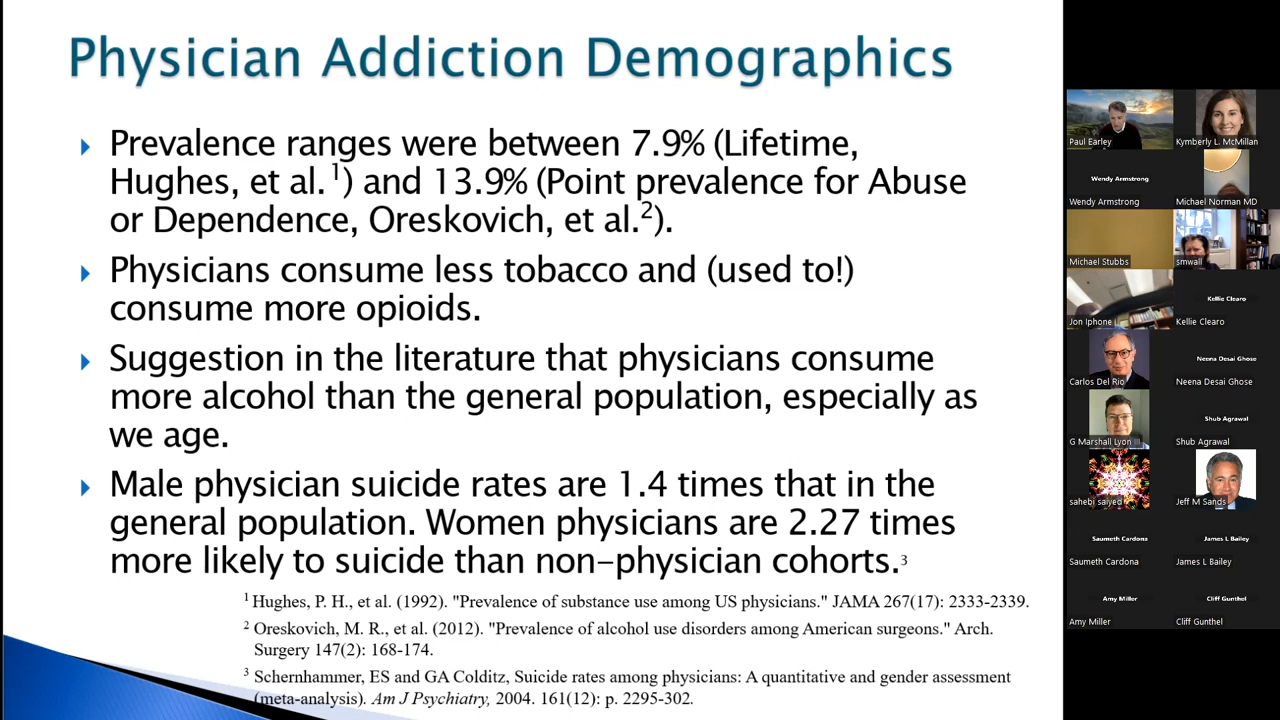 Physician Addiction Demographics
Prevalence ranges were between 7.9% (Lifetime,
Hughes, et al.1) and 13.9% (Point prevalence for Abuse
or Dependence, Oreskovich, et al.2).
Physicians consume less tobacco and (used to!)
consume more opioids.
Suggestion in the literature that physicians consume
more alcohol than the general population, especially as
we age.
Male physician suicide rates are 1.4 times that in the
general population. Women physicians are 2.27 times
more likely to suicide than non-physician cohorts.3
1 Hughes, P. H., et al. (1992). "Prevalence of substance use among US physicians." JAMA 267(17): 2333-2339.
2 Oreskovich, M. R., et al. (2012). "Prevalence of alcohol use disorders among American surgeons." Arch.
Surgery 147(2): 168-174.
3 Schernhammer, ES and GA Colditz, Suicide rates among physicians: A quantitative and gender assessment
(meta-analysis). Am J Psychiatry, 2004. 161(12): p. 2295-302.
Paul Earley
Kymberly L. McMillan
Wendy Armstrong
Wendy Armstrong
Michael Norman MD
Michael Stubbs
smwall
Kellie Clearo
Jon Iphone
Kellie Clearo
Neena Desai Ghose
Carlos Del Rio
Neena Desai Ghose
Shub Agrawal
G Marshall Lyon III
Shub Agrawal
sahebi saiyed
Jeff M Sands
Saumeth Cardona
James L Bailey
Saumeth Cardona
James L Bailey
Amy Miller
Cliff Gunthel
Amy Miller
Cliff Gunthel